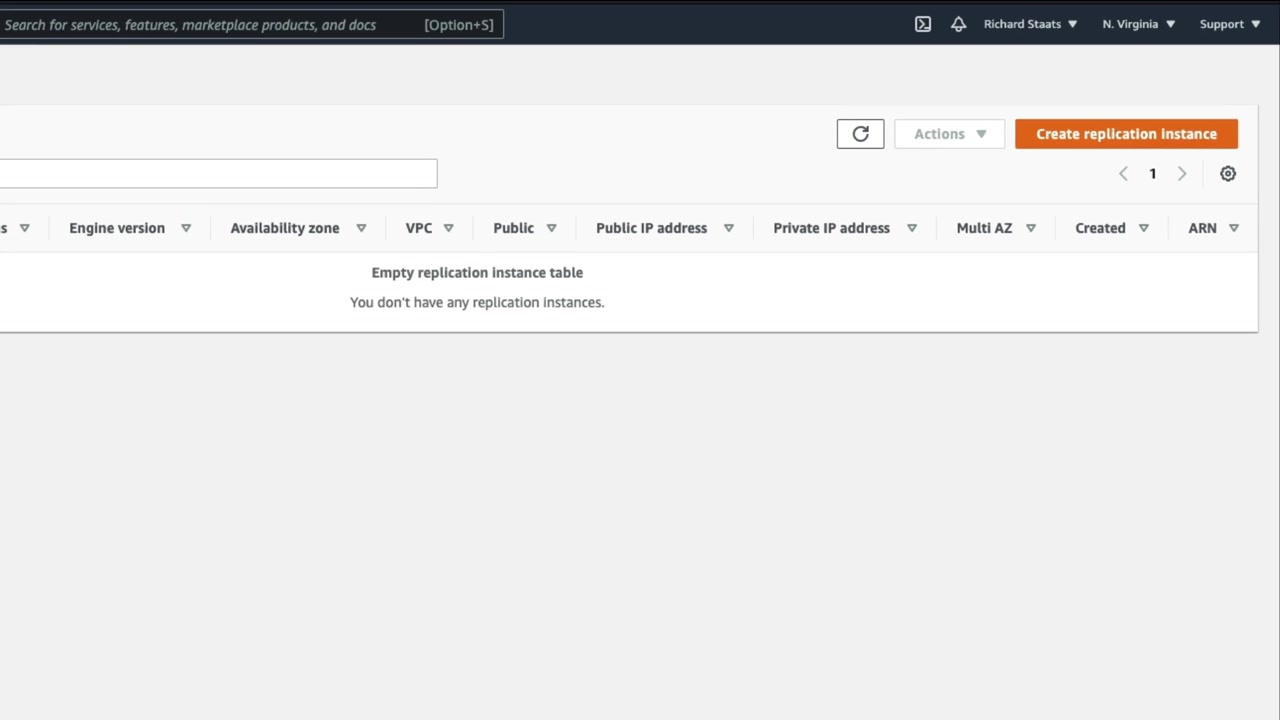 Search for services, features, marketplace products, and docs [Option+S] Richard Staats N. Virginia Support
Actions Create replication instance
1
s Engine version Availability zone VPC Public Public IP address Private IP address Multi AZ Created ARN
Empty replication instance table
You don't have any replication instances.